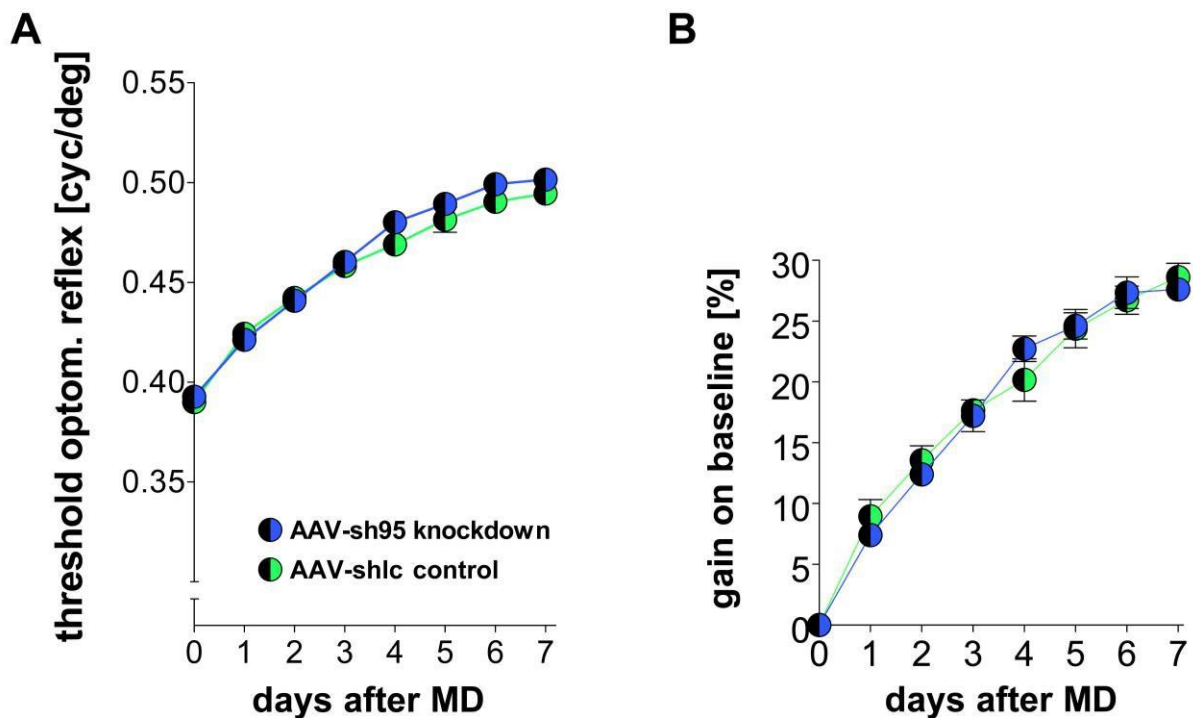 A
threshold optom. reflex [cyc/deg]
0.55
0.50
0.45
0.40
0.35
AAV-sh95 knockdown
AAV-shlc control
0 1 2 3 4 5 6 7
days after MD
B
gain on baseline [%]
30
25
20
15
10
5
0
0 1 2 3 4 5 6 7
days after MD